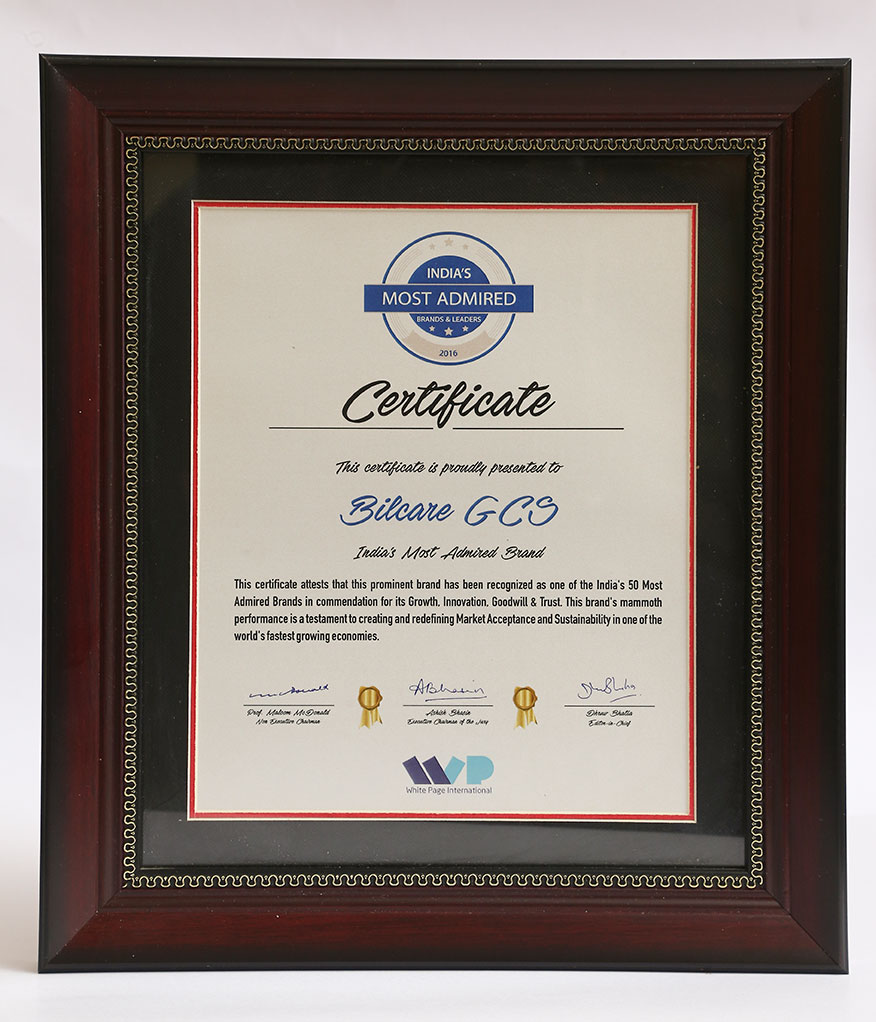 INDIA'S
MOST ADMIRED
BRANDS & LEADERS
2016
Certificate
This certificate is proudly presented to
Bilcare GCS
India's Most Admired Brand
This certificate attests that this prominent brand has been recognized as one of the India's 50 Most
Admired Brands in commendation for its Growth, Innovation, Goodwill & Trust. This brand's mammoth
performance is a testament to creating and redefining Market Acceptance and Sustainability in one of the
world's fastest growing economies.
Prof. Malcom McDonald
Non Executive Chairman
Ashish Bhasin
Executive Chairman of the Jury
Dhruv Bhatia
Editor-in-Chief
WP
White Page International